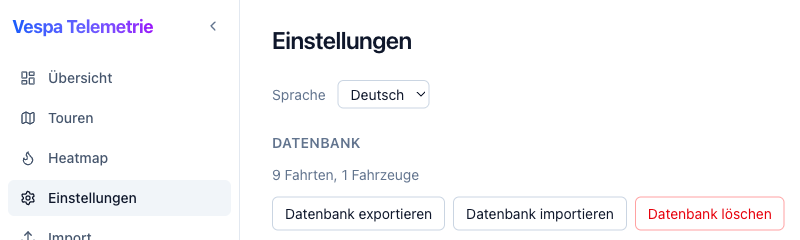 Vespa Telemetrie
Übersicht
Touren
Heatmap
Einstellungen
Import
Einstellungen
Sprache Deutsch
DATENBANK
9 Fahrten, 1 Fahrzeuge
Datenbank exportieren Datenbank importieren Datenbank löschen